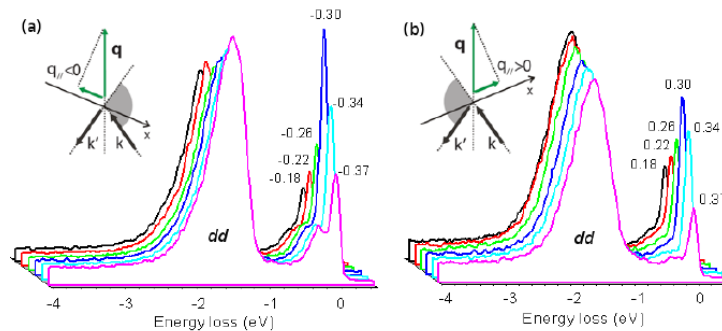 (a)
q
q//<0
x
k'
k
-0.30
-0.34
-0.26
-0.37
-0.22
-0.18
dd
-4
-3
-2
-1
0
Energy loss (eV)
(b)
q
q//>0
x
k'
k
0.30
0.34
0.26
0.22
0.18
0.37
dd
-4
-3
-2
-1
0
Energy loss (eV)